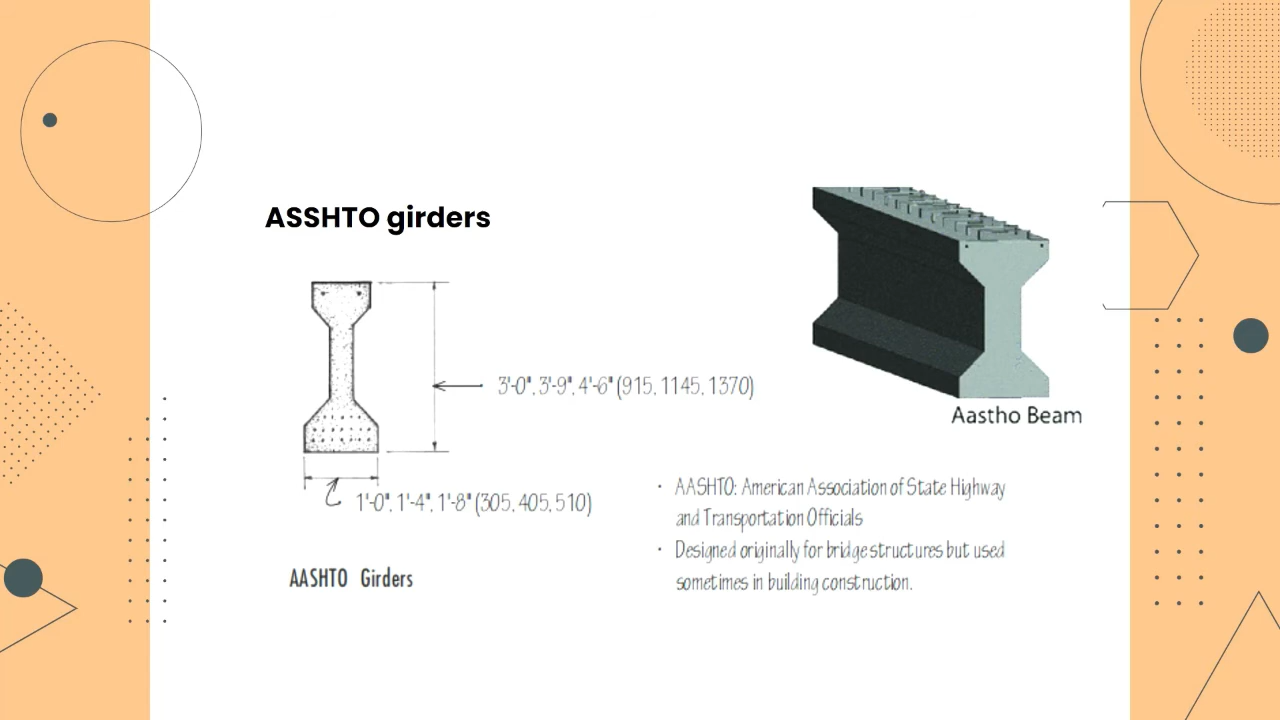 ASSHTO girders
3'-0", 3'-9", 4'-6" (915, 1145, 1370)
1'-0", 1'-4", 1'-8" (305, 405, 510)
AASHTO Girders
Aastho Beam
• AASHTO: American Association of State Highway
and Transportation Officials
• Designed originally for bridge structures but used
sometimes in building construction.